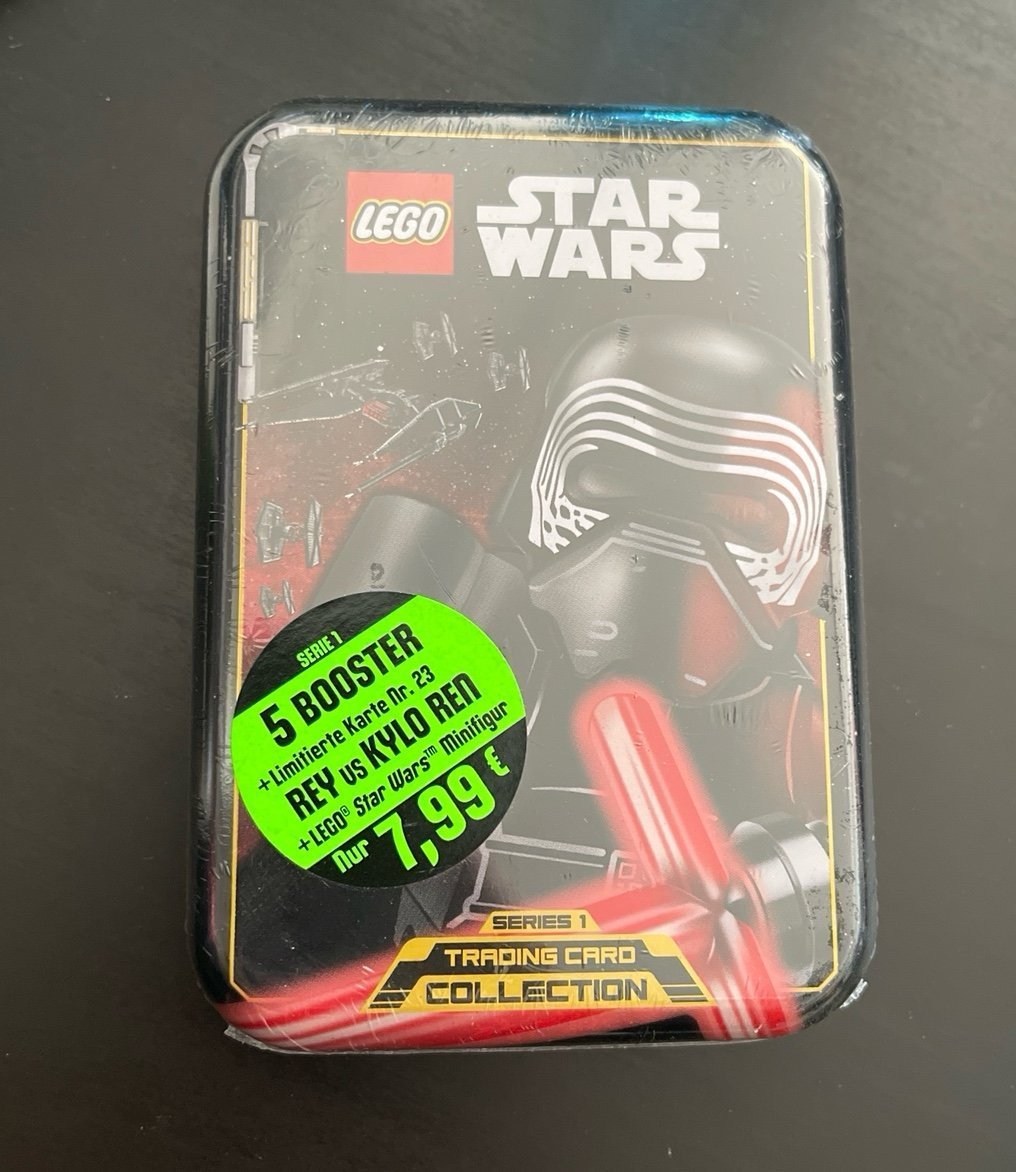 LEGO
STAR
WARS
SERIE 1
5 BOOSTER
+ Limitierte Karte Nr. 23
REY vs KYLO REN
+ LEGO® Star Wars™ Minifigur
nur 7,99 €
SERIES 1
TRADING CARD
COLLECTION